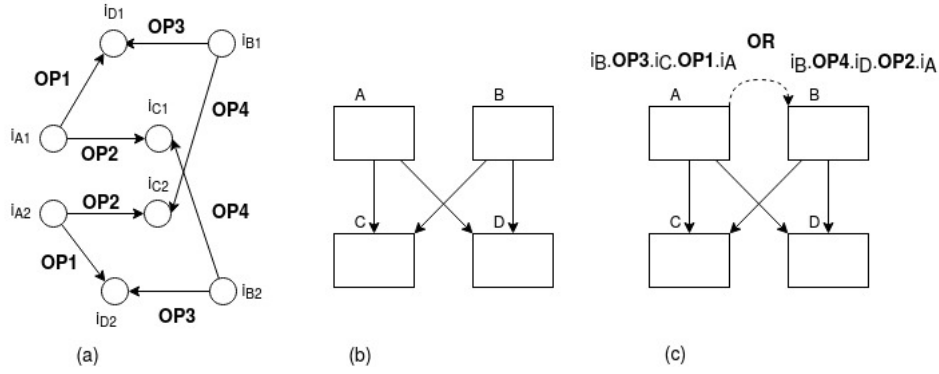 iD1
OP3
iB1
OP1
iC1
OP4
iA1
OP2
iC2
iA2
OP2
OP4
OP1
iB2
iD2
OP3
(a)
A B
C D
(b)
OR
iB.OP3.iC.OP1.iA iB.OP4.iD.OP2.iA
A B
C D
(c)